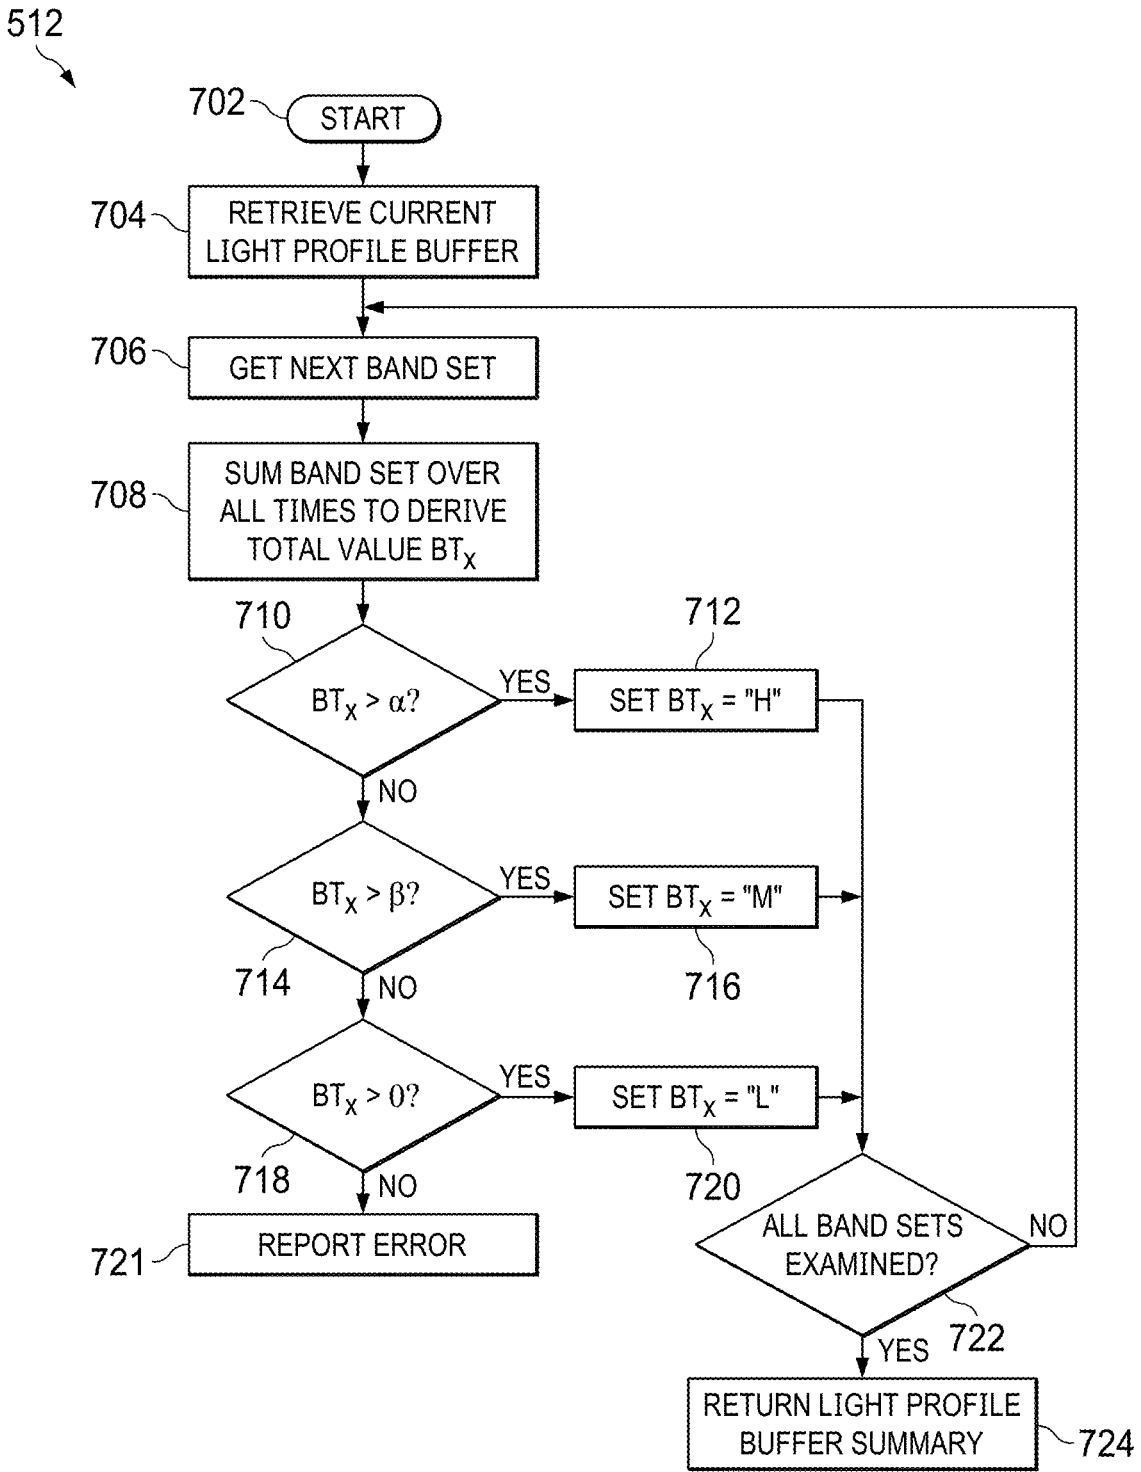 512
702
START
704
RETRIEVE CURRENT
LIGHT PROFILE BUFFER
706
GET NEXT BAND SET
708
SUM BAND SET OVER
ALL TIMES TO DERIVE
TOTAL VALUE BTX
710
BTX > α?
YES
712
SET BTX = "H"
NO
BTX > β?
YES
SET BTX = "M"
714
716
NO
BTX > 0?
YES
SET BTX = "L"
718
720
NO
721
REPORT ERROR
ALL BAND SETS
EXAMINED?
NO
722
YES
RETURN LIGHT PROFILE
BUFFER SUMMARY
724